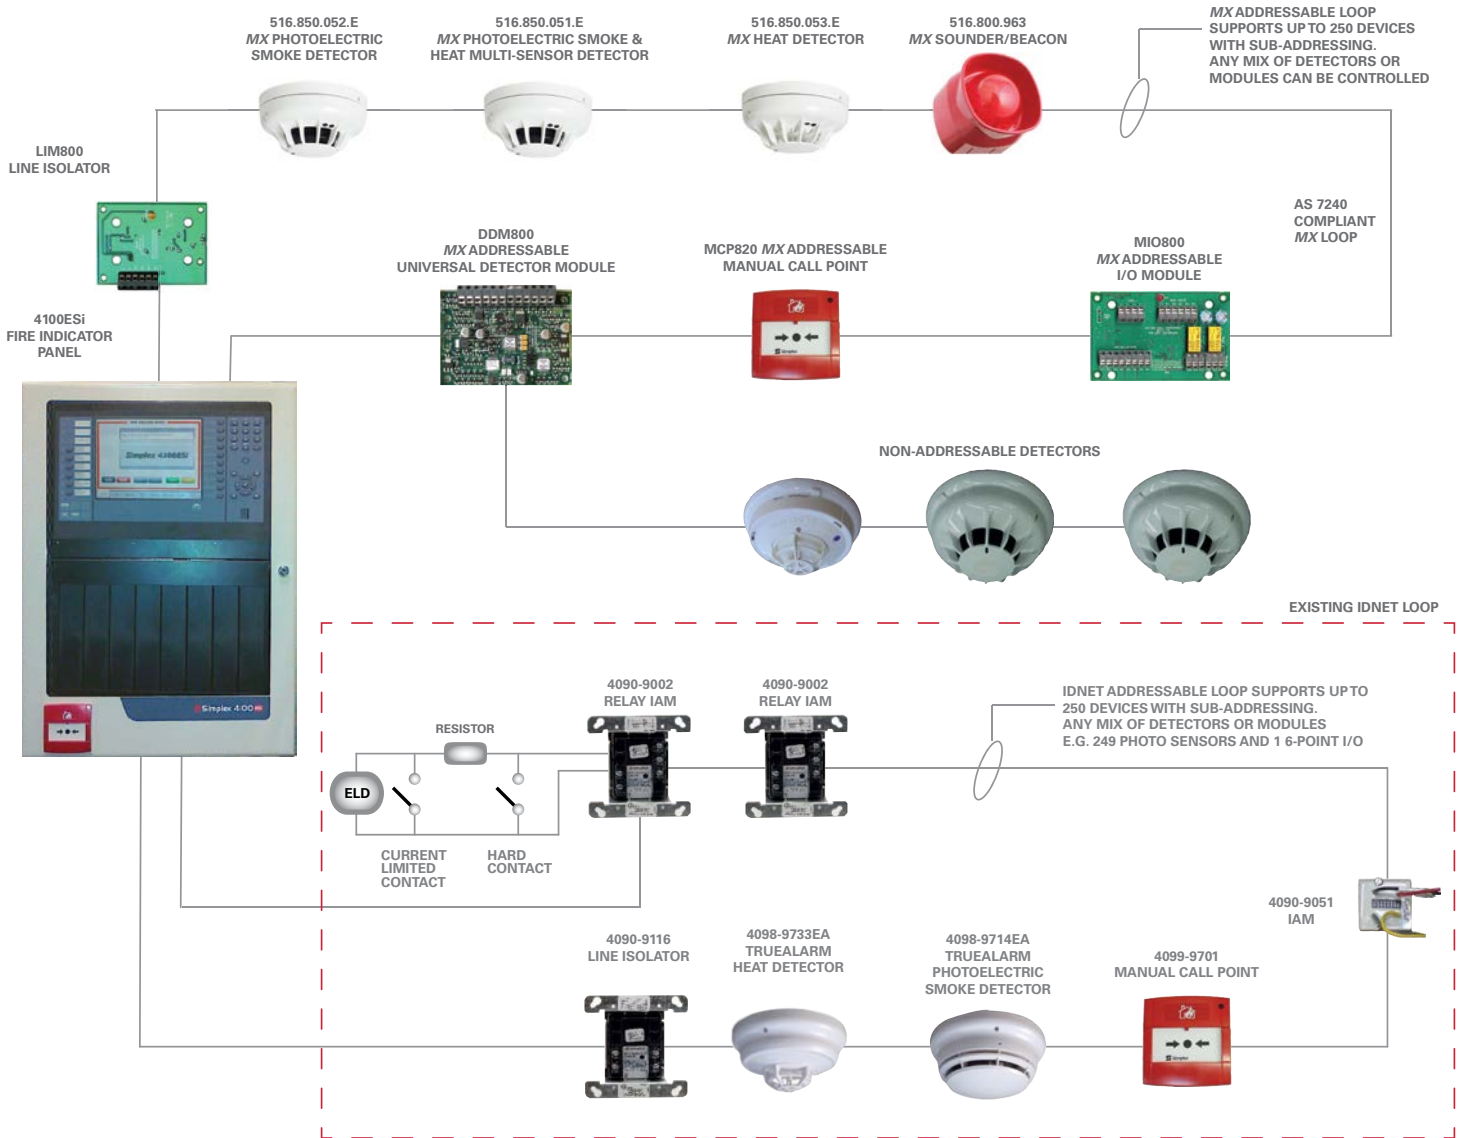 516.850.052.E
MX PHOTOELECTRIC
SMOKE DETECTOR
516.850.051.E
MX PHOTOELECTRIC SMOKE &
HEAT MULTI-SENSOR DETECTOR
516.850.053.E
MX HEAT DETECTOR
516.800.963
MX SOUNDER/BEACON
MX ADDRESSABLE LOOP
SUPPORTS UP TO 250 DEVICES
WITH SUB-ADDRESSING.
ANY MIX OF DETECTORS OR
MODULES CAN BE CONTROLLED
LIM800
LINE ISOLATOR
AS 7240
COMPLIANT
MX LOOP
DDM800
MX ADDRESSABLE
UNIVERSAL DETECTOR MODULE
MCP820 MX ADDRESSABLE
MANUAL CALL POINT
MIO800
MX ADDRESSABLE
I/O MODULE
4100ESi
FIRE INDICATOR
PANEL
Simplex
Simplex 4100ESi
NON-ADDRESSABLE DETECTORS
EXISTING IDNET LOOP
Simplex 4100
4090-9002
RELAY IAM
4090-9002
RELAY IAM
IDNET ADDRESSABLE LOOP SUPPORTS UP TO
250 DEVICES WITH SUB-ADDRESSING.
ANY MIX OF DETECTORS OR MODULES
E.G. 249 PHOTO SENSORS AND 1 6-POINT I/O
RESISTOR
ELD
CURRENT
LIMITED
CONTACT
HARD
CONTACT
4090-9051
IAM
4090-9116
LINE ISOLATOR
4098-9733EA
TRUEALARM
HEAT DETECTOR
4098-9714EA
TRUEALARM
PHOTOELECTRIC
SMOKE DETECTOR
4099-9701
MANUAL CALL POINT
Simplex